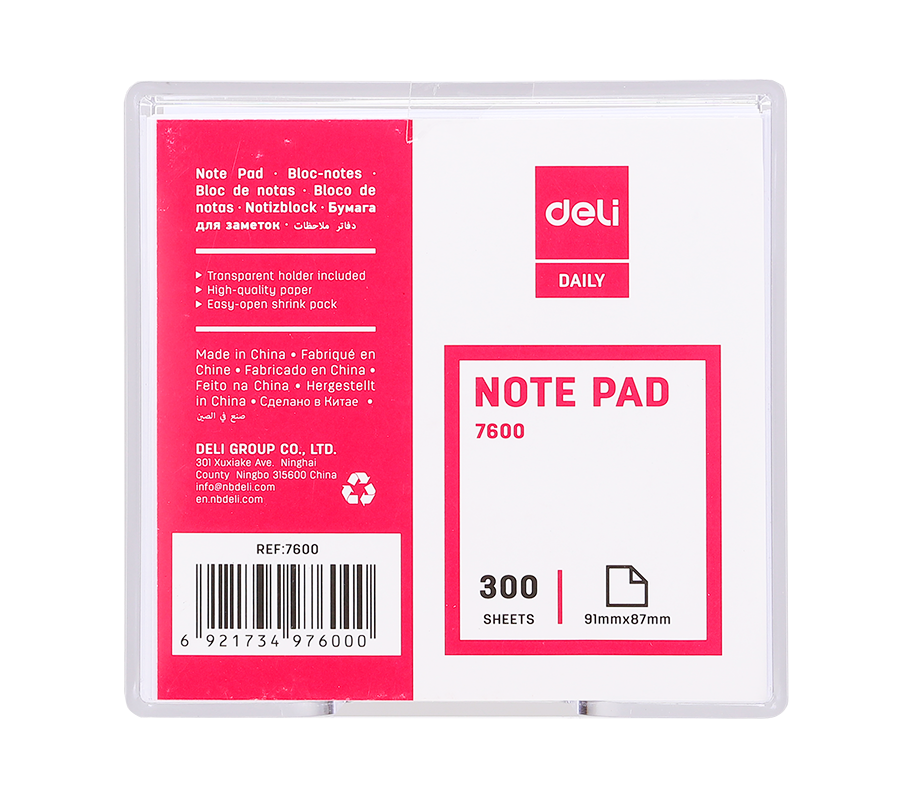 Note Pad · Bloc-notes ·
Bloc de notas · Bloco de
notas · Notizblock · Бумага
для заметок · دفاتر ملاحظات
▶ Transparent holder included
▶ High-quality paper
▶ Easy-open shrink pack
Made in China • Fabriqué en
Chine • Fabricado en China •
Feito na China • Hergestellt
in China • Сделано в Китае •
صنع في الصين
DELI GROUP CO., LTD.
301 Xuxiake Ave. Ninghai
County Ningbo 315600 China
info@nbdeli.com
en.nbdeli.com
REF:7600
6 921734 976000
deli
DAILY
NOTE PAD
7600
300
SHEETS
91mmx87mm